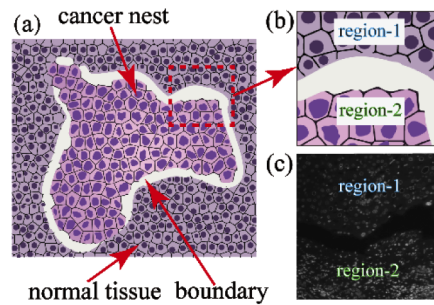 (a)
cancer nest
normal tissue
boundary
(b)
region-1
region-2
(c)
region-1
region-2